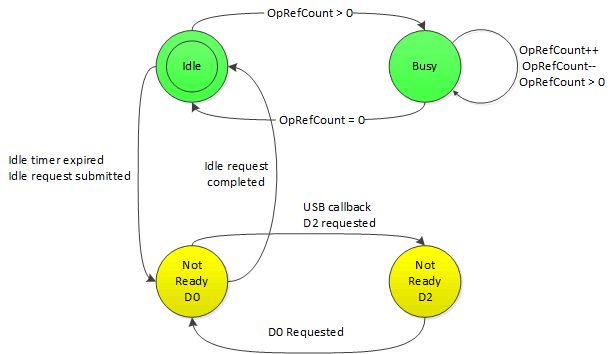 OpRefCount > 0
Idle
Busy
OpRefCount++
OpRefCount--
OpRefCount > 0
OpRefCount = 0
Idle timer expired
Idle request submitted
Idle request
completed
USB callback
D2 requested
Not
Ready
D0
Not
Ready
D2
D0 Requested